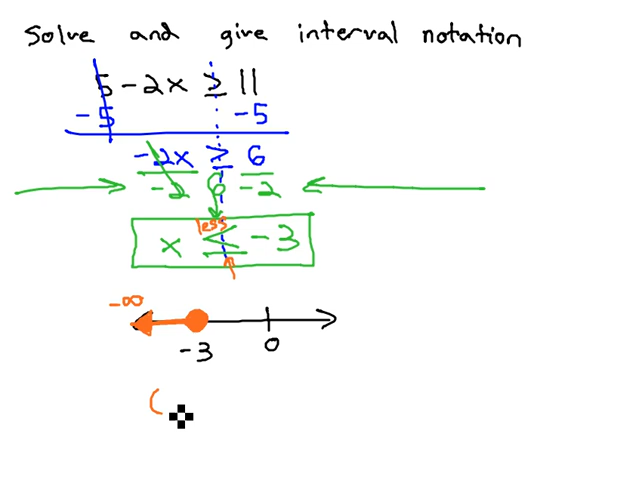 Solve and give interval notation
5 - 2x ≥ 11
- 5 - 5
-2x ≥ 6
-2 -2
less
x ≤ -3
-∞
-3 0
(